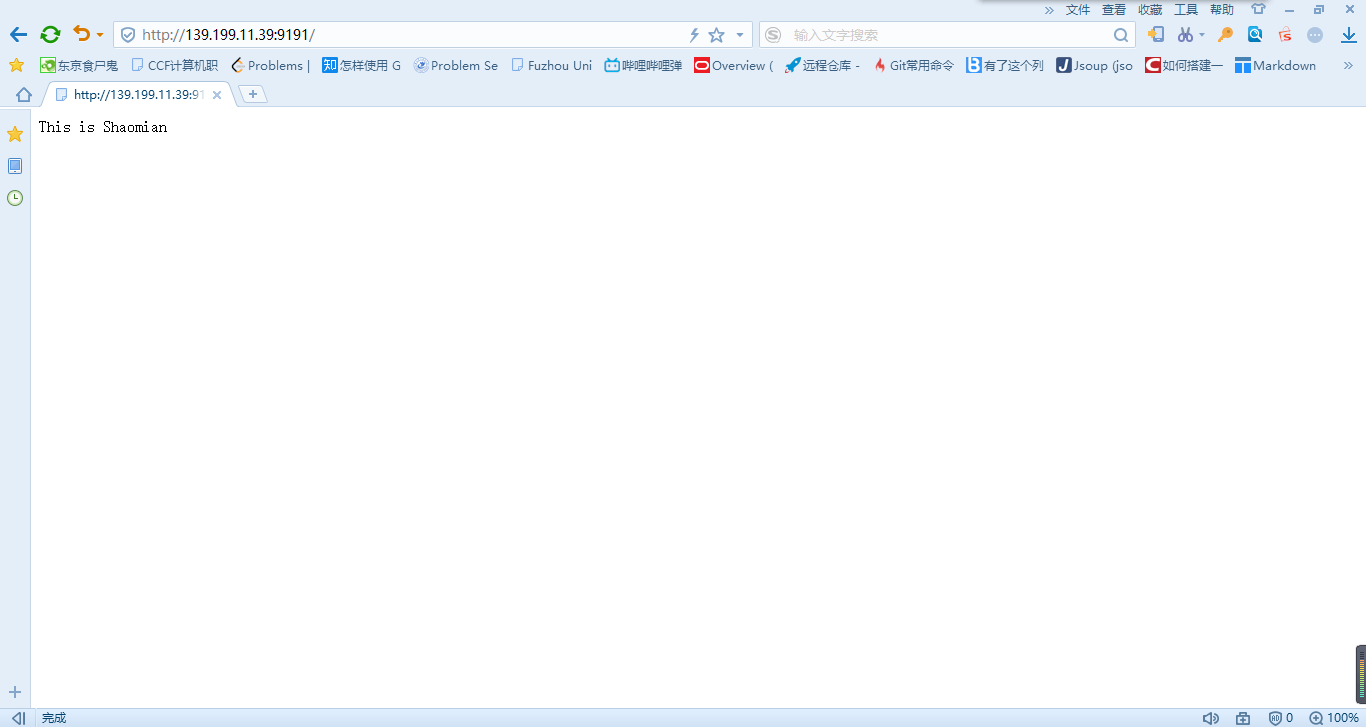 » 文件 查看 收藏 工具 帮助
http://139.199.11.39:9191/ 输入文字搜索
东京食尸鬼 CCF计算机职 Problems | 知 怎样使用 G Problem Se Fuzhou Uni 哔哩哔哩弹 Overview ( 远程仓库 - Git常用命令 B 有了这个列 J Jsoup (jso C 如何搭建一 Markdown »
http://139.199.11.39:91
This is Shaomian
完成 0 100%